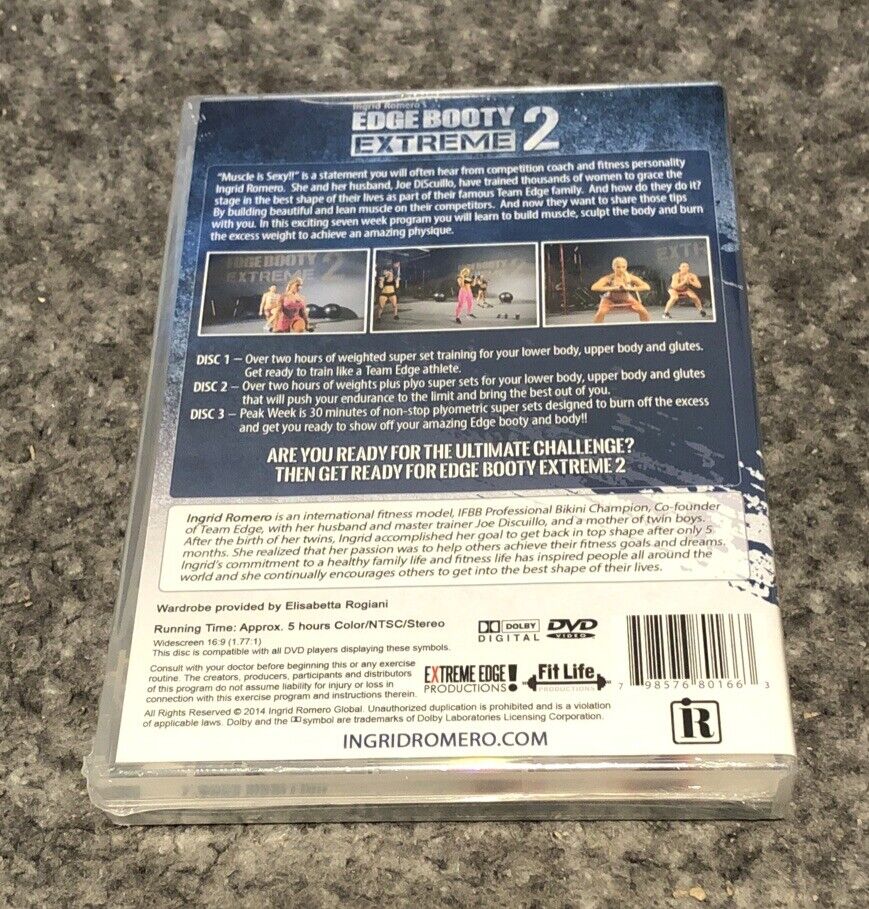 Ingrid Romero's
EDGE BOOTY
EXTREME 2
"Muscle is Sexy!!" is a statement you will often hear from competition coach and fitness personality
Ingrid Romero. She and her husband, Joe DiScuillo, have trained thousands of women to grace the
stage in the best shape of their lives as part of their famous Team Edge family. And how do they do it?
By building beautiful and lean muscle on their competitors. And now they want to share those tips
with you. In this exciting seven week program you will learn to build muscle, sculpt the body and burn
the excess weight to achieve an amazing physique.
EDGE BOOTY
EXTREME 2
BOOTY 2
EXTR
DISC 1 – Over two hours of weighted super set training for your lower body, upper body and glutes.
Get ready to train like a Team Edge athlete.
DISC 2 – Over two hours of weights plus plyo super sets for your lower body, upper body and glutes
that will push your endurance to the limit and bring the best out of you.
DISC 3 – Peak Week is 30 minutes of non-stop plyometric super sets designed to burn off the excess
and get you ready to show off your amazing Edge booty and body!!
ARE YOU READY FOR THE ULTIMATE CHALLENGE?
THEN GET READY FOR EDGE BOOTY EXTREME 2
Ingrid Romero is an international fitness model, IFBB Professional Bikini Champion, Co-founder
of Team Edge, with her husband and master trainer Joe Discuillo, and a mother of twin boys.
After the birth of her twins, Ingrid accomplished her goal to get back in top shape after only 5
months. She realized that her passion was to help others achieve their fitness goals and dreams.
Ingrid's commitment to a healthy family life and fitness life has inspired people all around the
world and she continually encourages others to get into the best shape of their lives.
Wardrobe provided by Elisabetta Rogiani
Running Time: Approx. 5 hours Color/NTSC/Stereo
Widescreen 16:9 (1.77:1)
This disc is compatible with all DVD players displaying these symbols.
DOLBY
DIGITAL
DVD
VIDEO
Consult with your doctor before beginning this or any exercise
routine. The creators, producers, participants and distributors
of this program do not assume liability for injury or loss in
connection with this exercise program and instructions therein.
EXTREME EDGE!
PRODUCTIONS
Fit Life
PRODUCTIONS
7 98576 80166 3
All Rights Reserved © 2014 Ingrid Romero Global. Unauthorized duplication is prohibited and is a violation
of applicable laws. Dolby and the symbol are trademarks of Dolby Laboratories Licensing Corporation.
iR
INGRIDROMERO.COM